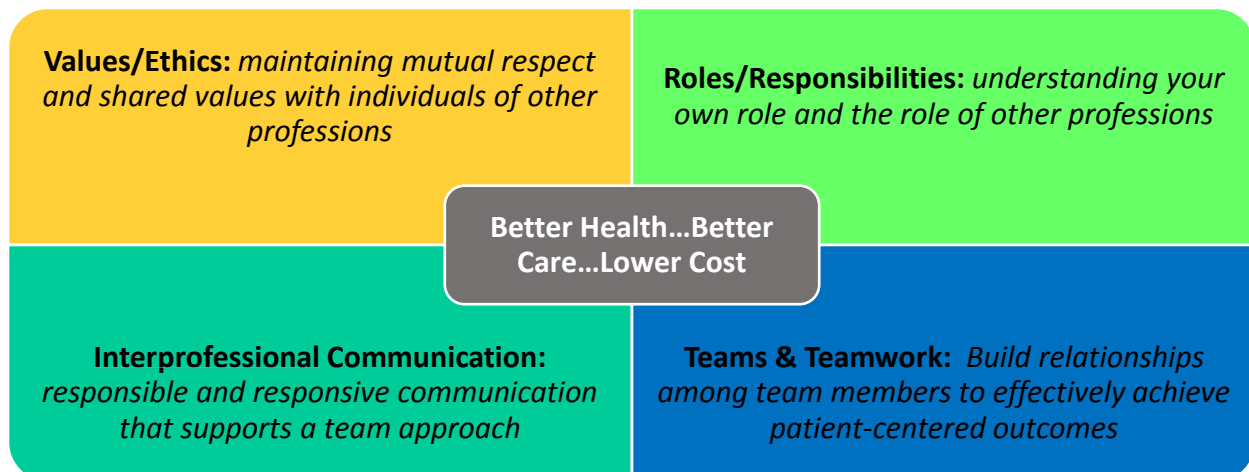 Values/Ethics: maintaining mutual respect
and shared values with individuals of other
professions
Roles/Responsibilities: understanding your
own role and the role of other professions
Better Health...Better
Care...Lower Cost
Interprofessional Communication:
responsible and responsive communication
that supports a team approach
Teams & Teamwork:  Build relationships
among team members to effectively achieve
patient-centered outcomes